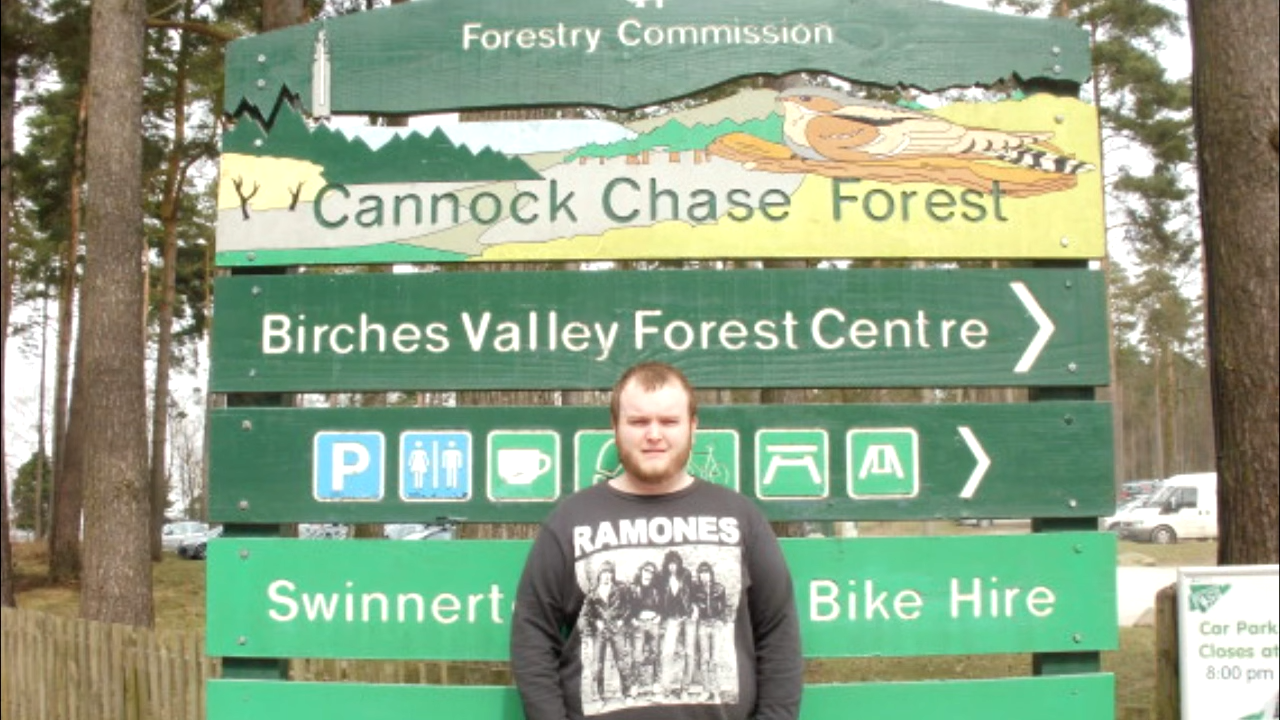 Forestry Commission
Cannock Chase Forest
Birches Valley Forest Centre
P
Swinnert Bike Hire
RAMONES
Car Park
Closes at
8:00 pm